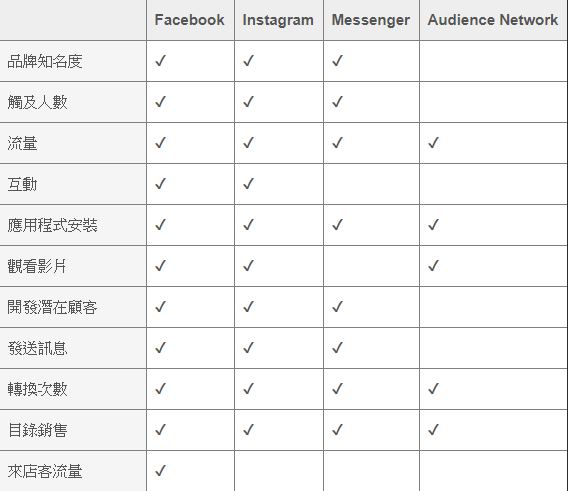 Facebook Instagram Messenger Audience Network
品牌知名度 ✓ ✓ ✓
觸及人數 ✓ ✓ ✓
流量 ✓ ✓ ✓ ✓
互動 ✓ ✓
應用程式安裝 ✓ ✓ ✓ ✓
觀看影片 ✓ ✓ ✓
開發潛在顧客 ✓ ✓ ✓
發送訊息 ✓ ✓ ✓
轉換次數 ✓ ✓ ✓ ✓
目錄銷售 ✓ ✓ ✓ ✓
來店客流量 ✓